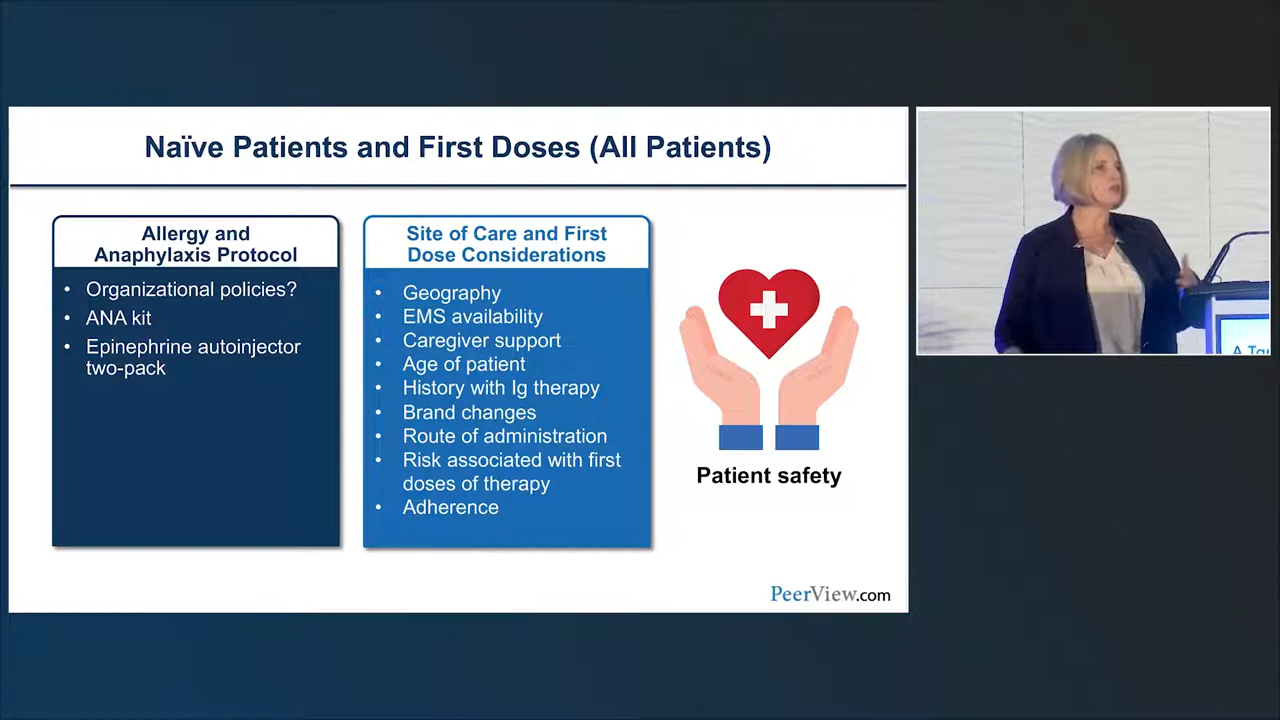 Naïve Patients and First Doses (All Patients)
Allergy and
Anaphylaxis Protocol
• Organizational policies?
• ANA kit
• Epinephrine autoinjector
two-pack
Site of Care and First
Dose Considerations
• Geography
• EMS availability
• Caregiver support
• Age of patient
• History with Ig therapy
• Brand changes
• Route of administration
• Risk associated with first
doses of therapy
• Adherence
Patient safety
PeerView.com